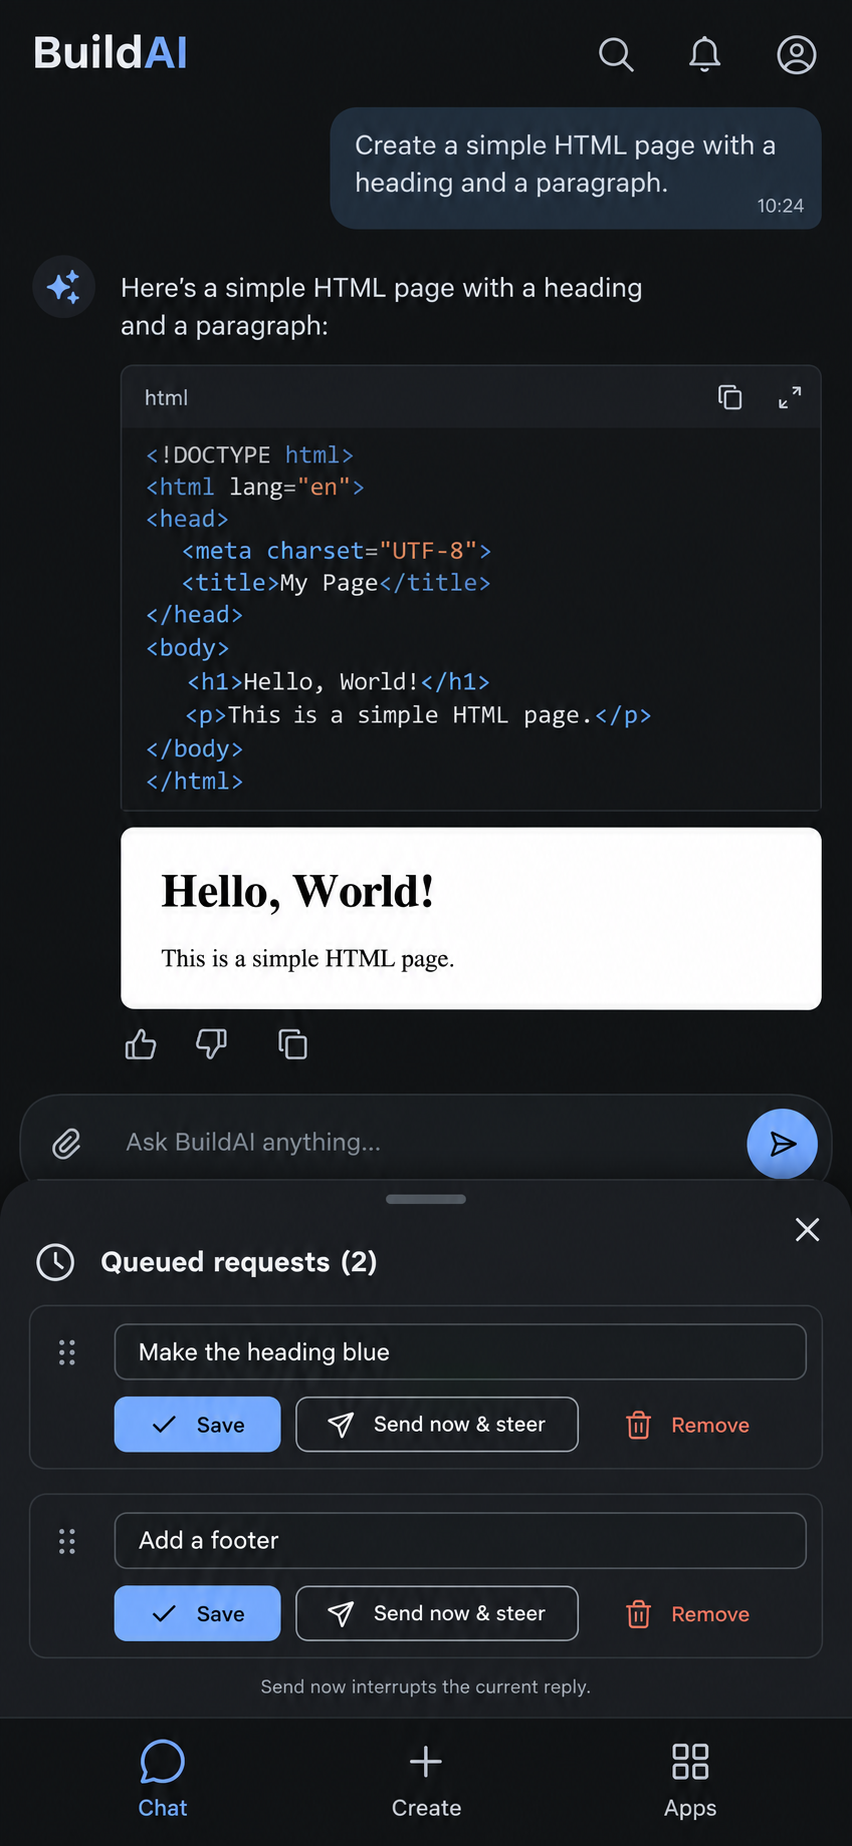 BuildAI
Create a simple HTML page with a
heading and a paragraph.
10:24
Here’s a simple HTML page with a heading
and a paragraph:
html
<!DOCTYPE html>
<html lang="en">
<head>
<meta charset="UTF-8">
<title>My Page</title>
</head>
<body>
<h1>Hello, World!</h1>
<p>This is a simple HTML page.</p>
</body>
</html>
Hello, World!
This is a simple HTML page.
Ask BuildAI anything...
Queued requests (2)
Make the heading blue
Save
Send now & steer
Remove
Add a footer
Save
Send now & steer
Remove
Send now interrupts the current reply.
Chat
Create
Apps